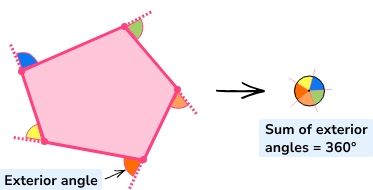 Sum of exterior
angles = 360°
Exterior angle